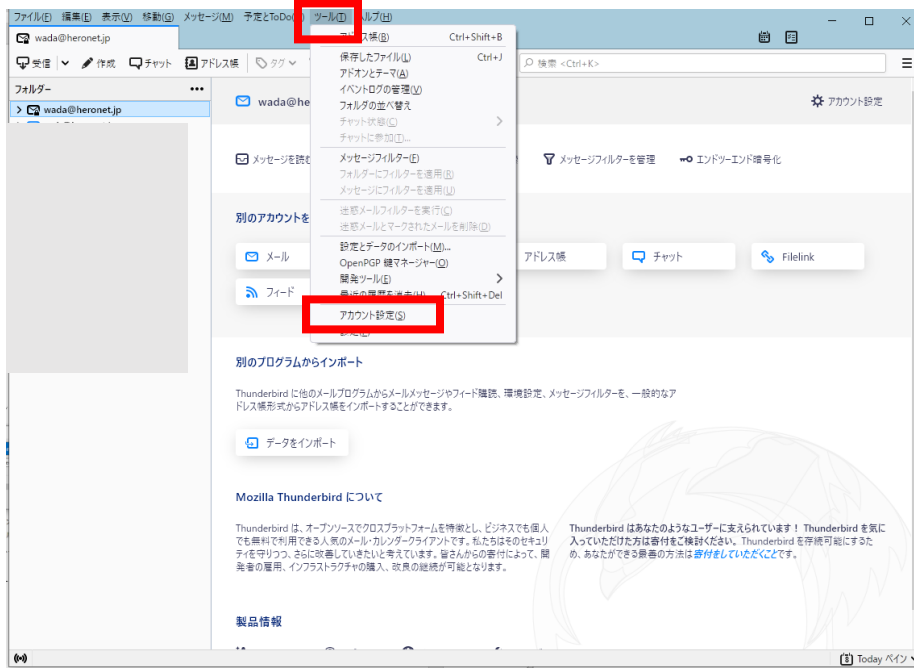 ファイル(F) 編集(E) 表示(V) 移動(G) メッセージ(M) 予定とToDo( ツール(T) ルプ(H)
wada@heronet.jp
受信 作成 チャット アドレス帳 タグ 検索 <Ctrl+K>
フォルダー
wada@heronet.jp
ス帳(B) Ctrl+Shift+B
保存したファイル(L) Ctrl+J
アドオンとテーマ(A)
イベントログの管理(V)
フォルダの並べ替え
チャット状態(C)
チャットに参加(T)...
メッセージフィルター(F)
フォルダーにフィルターを適用(R)
メッセージにフィルターを適用(U)
迷惑メールフィルターを実行(C)
迷惑メールとマークされたメールを削除(D)
設定とデータのインポート(M)...
OpenPGP 鍵マネージャー(O)
開発ツール(E)
最近の履歴を消去(H) Ctrl+Shift+Del
アカウント設定(S)
wada@he
アカウント設定
メッセージを読む
メッセージフィルターを管理 エンドツーエンド暗号化
別のアカウントを
メール アドレス帳 チャット Filelink
フィード
別のプログラムからインポート
Thunderbird に他のメールプログラムからメールメッセージやフィード購読、環境設定、メッセージフィルターを、一般的なア
ドレス帳形式からアドレス帳をインポートすることができます。
データをインポート
Mozilla Thunderbird について
Thunderbird は、オープンソースでクロスプラットフォームを特徴とし、ビジネスでも個人
でも無料で利用できる人気のメール・カレンダークライアントです。私たちはそのセキュリ
ティを守りつつ、さらに改善していきたいと考えています。皆さんからの寄付によって、開
発者の雇用、インフラストラクチャの購入、改良の継続が可能となります。
Thunderbird はあなたのようなユーザーに支えられています！ Thunderbird を気に
入っていただけた方は寄付をご検討ください。Thunderbird を存続可能にするた
め、あなたができる最善の方法は寄付をしていただくことです。
製品情報
Today ペイン